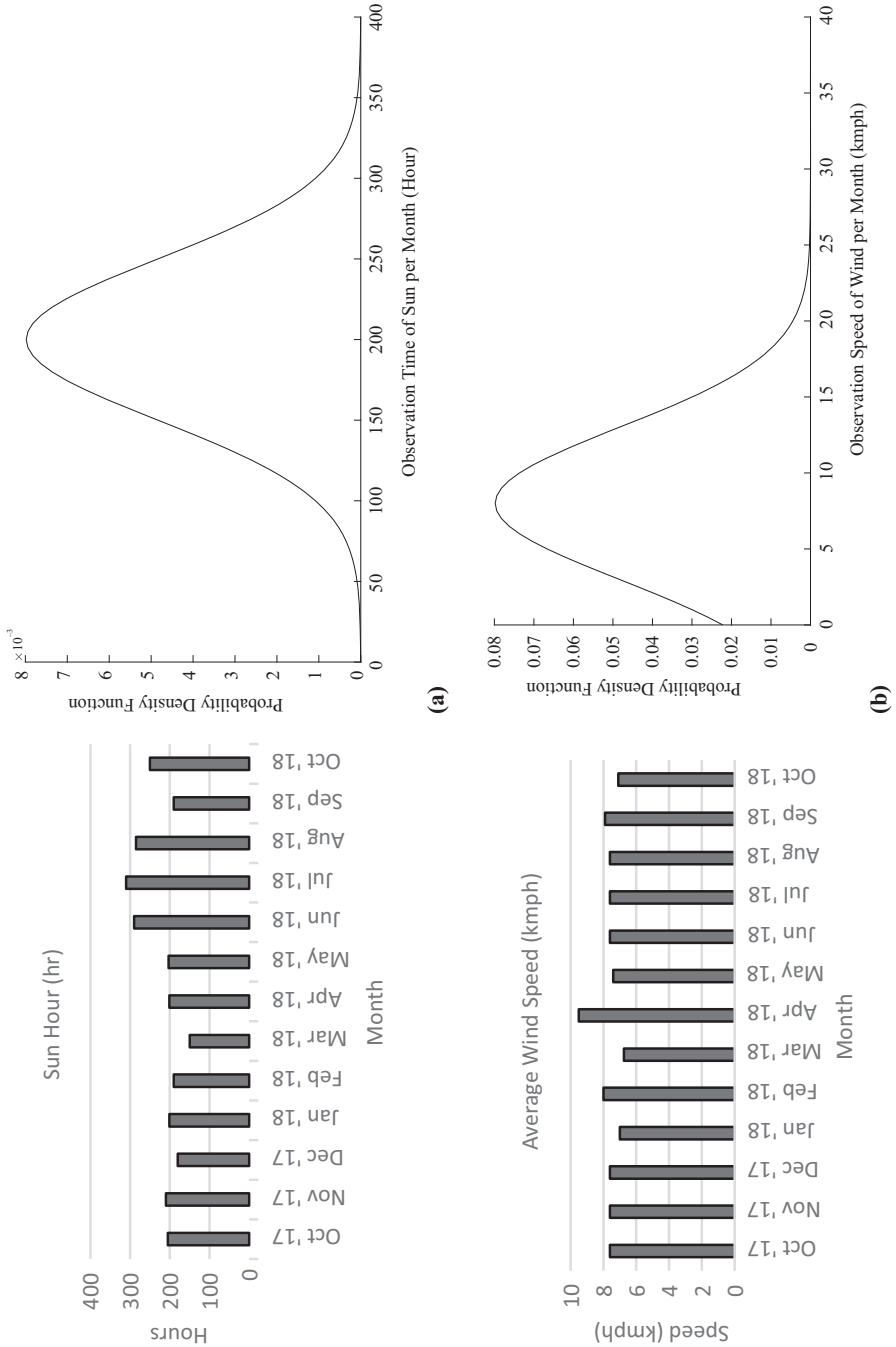 Sun Hour (hr)
Hours
400
300
200
100
0
Oct '17
Nov '17
Dec '17
Jan '18
Feb '18
Mar '18
Apr '18
May '18
Jun '18
Jul '18
Aug '18
Sep '18
Oct '18
Month
×10⁻³
Probability Density Function
8
7
6
5
4
3
2
1
0
0
50
100
150
200
250
300
350
400
Observation Time of Sun per Month (Hour)
(a)
Average Wind Speed (kmph)
Speed (kmph)
10
8
6
4
2
0
Oct '17
Nov '17
Dec '17
Jan '18
Feb '18
Mar '18
Apr '18
May '18
Jun '18
Jul '18
Aug '18
Sep '18
Oct '18
Month
Probability Density Function
0.08
0.07
0.06
0.05
0.04
0.03
0.02
0.01
0
0
5
10
15
20
25
30
35
40
Observation Speed of Wind per Month (kmph)
(b)